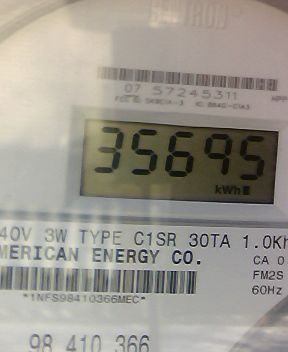 07 57245311
35695
kWh
40V 3W TYPE C1SR 30TA 1.0Kh
MERICAN ENERGY CO.
CA 0
FM2S
*1NFS98410366MEC*
60Hz
98 410 366